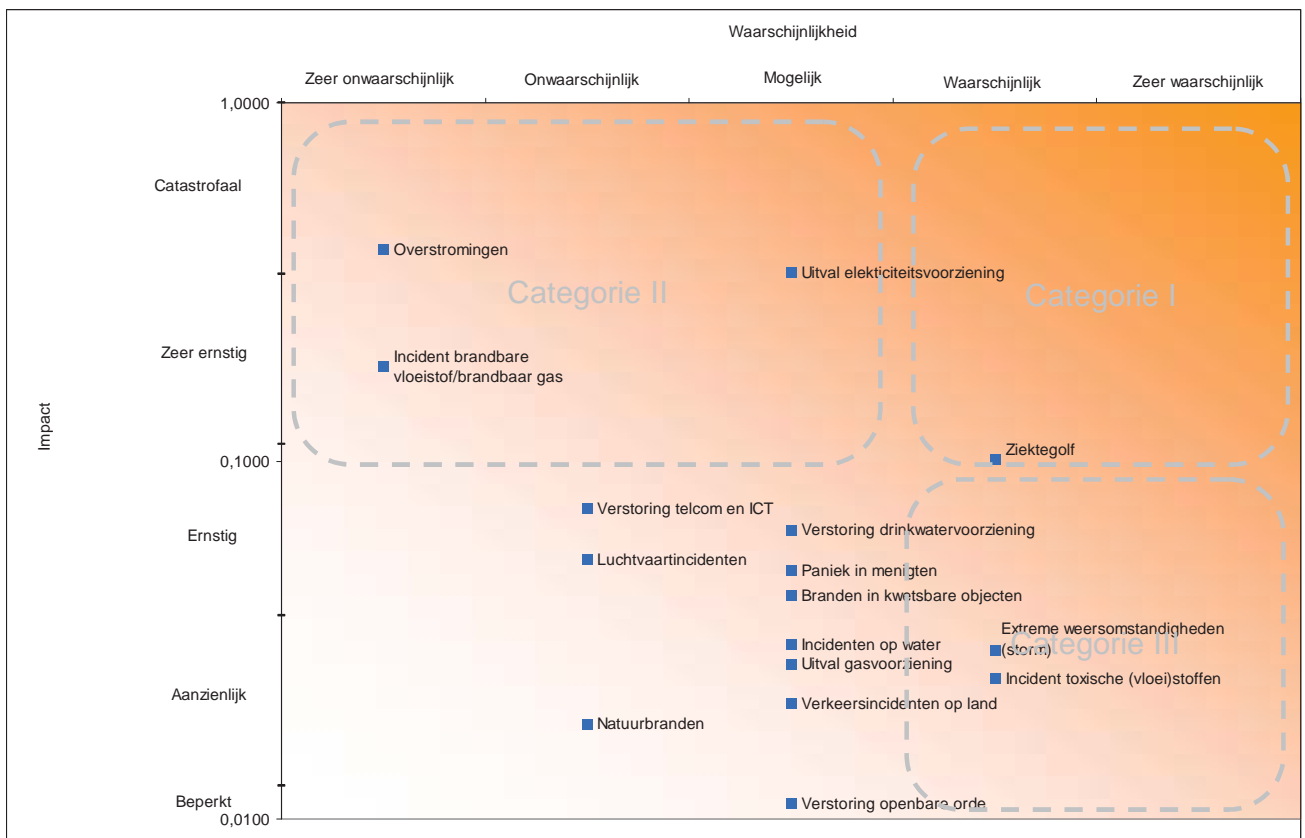 Waarschijnlijkheid
Zeer onwaarschijnlijk
Onwaarschijnlijk
Mogelijk
Waarschijnlijk
Zeer waarschijnlijk
1,0000
Catastrofaal
Overstromingen
Uitval elekticiteitsvoorziening
Categorie II
Categorie I
Zeer ernstig
Incident brandbare
vloeistof/brandbaar gas
Impact
0,1000
Ziektegolf
Ernstig
Verstoring telcom en ICT
Verstoring drinkwatervoorziening
Luchtvaartincidenten
Paniek in menigten
Branden in kwetsbare objecten
Extreme weersomstandigheden
(storm)
Categorie III
Incidenten op water
Uitval gasvoorziening
Incident toxische (vloei)stoffen
Aanzienlijk
Verkeersincidenten op land
Natuurbranden
Beperkt
Verstoring openbare orde
0,0100